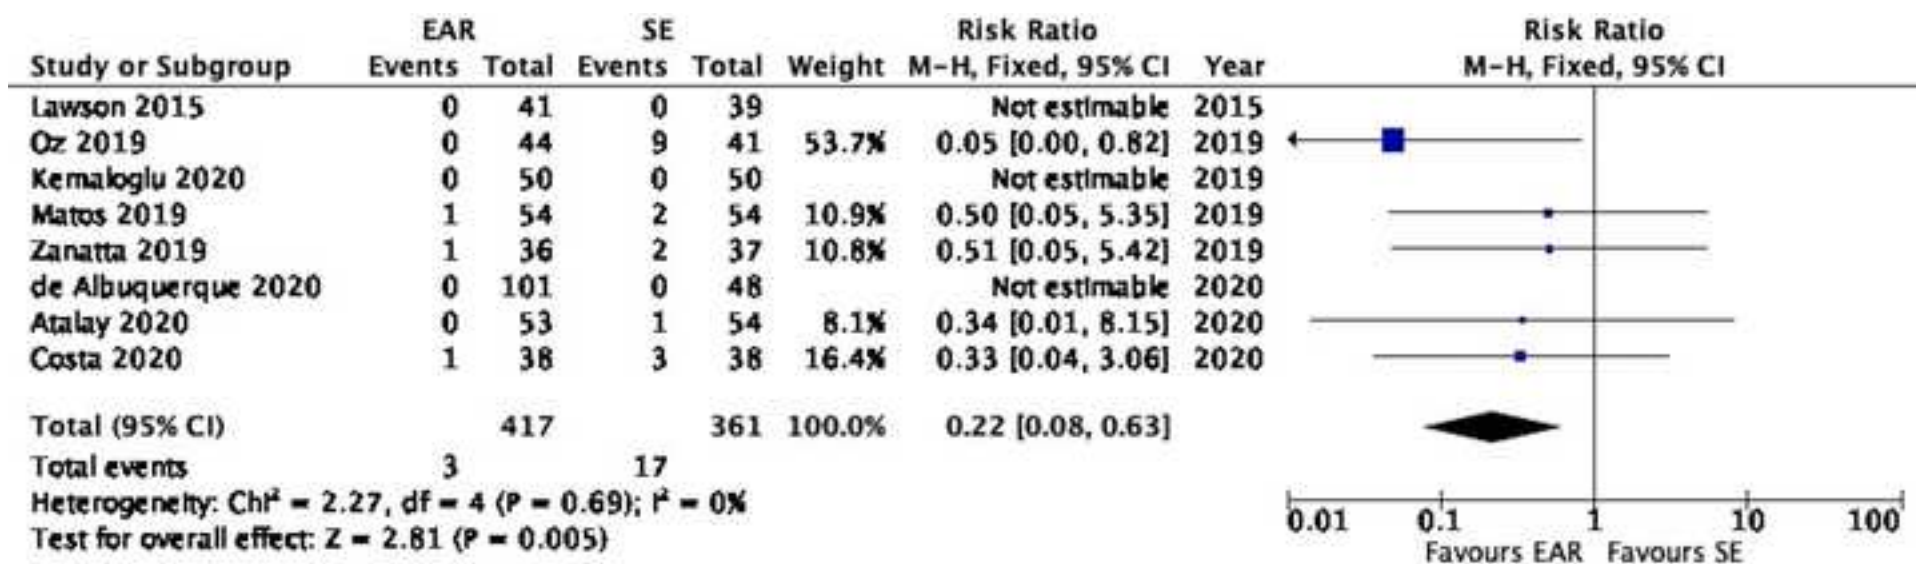 EAR SE Risk Ratio Risk Ratio
Study or Subgroup Events Total Events Total Weight M-H, Fixed, 95% CI Year M-H, Fixed, 95% CI
Lawson 2015 0 41 0 39 Not estimable 2015
Oz 2019 0 44 9 41 53.7% 0.05 [0.00, 0.82] 2019
Kemaloglu 2020 0 50 0 50 Not estimable 2019
Matos 2019 1 54 2 54 10.9% 0.50 [0.05, 5.35] 2019
Zanatta 2019 1 36 2 37 10.8% 0.51 [0.05, 5.42] 2019
de Albuquerque 2020 0 101 0 48 Not estimable 2020
Atalay 2020 0 53 1 54 8.1% 0.34 [0.01, 8.15] 2020
Costa 2020 1 38 3 38 16.4% 0.33 [0.04, 3.06] 2020
Total (95% CI) 417 361 100.0% 0.22 [0.08, 0.63]
Total events 3 17
Heterogeneity: Chi² = 2.27, df = 4 (P = 0.69); I² = 0%
Test for overall effect: Z = 2.81 (P = 0.005)
0.01 0.1 1 10 100
Favours EAR Favours SE